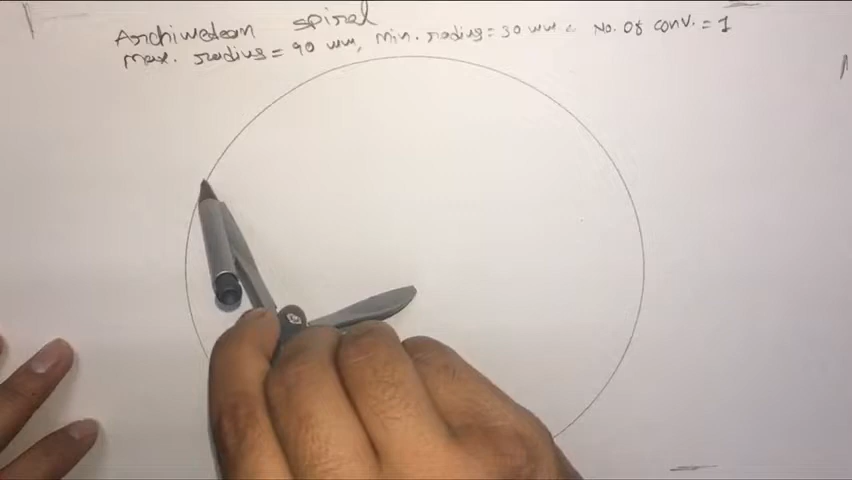 Archimedean spiral
Max. radius = 90 mm, min. radius = 30 mm & No. Of conv. = 1